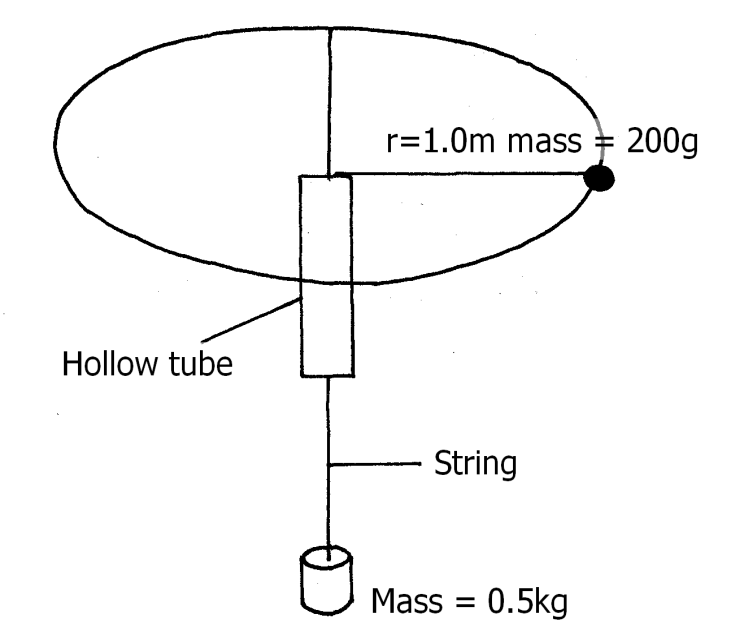 r=1.0m mass = 200g
Hollow tube
String
Mass = 0.5kg